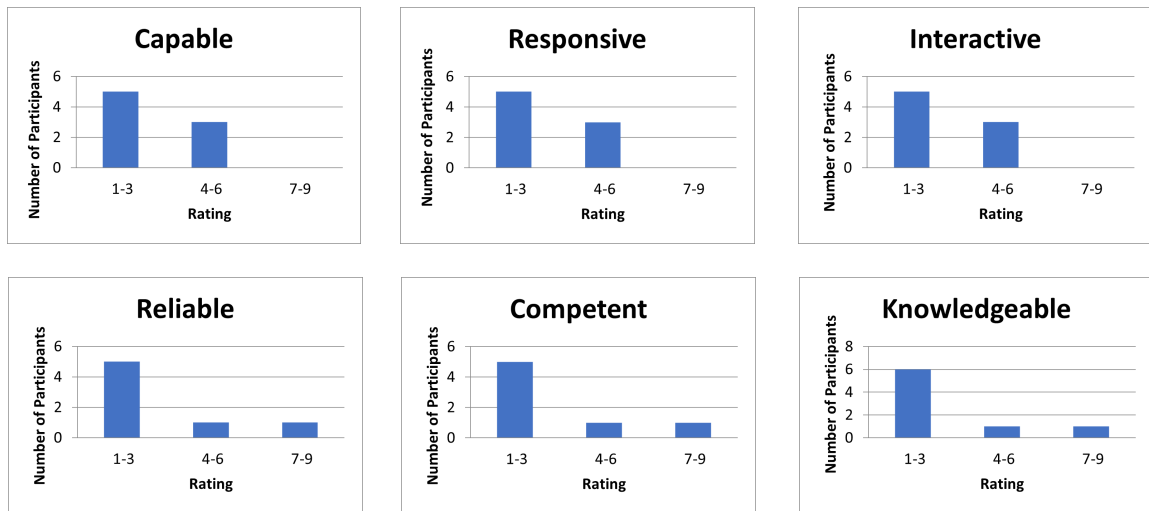 Capable
Number of Participants
6
4
2
0
1-3 4-6 7-9
Rating
Responsive
Number of Participants
6
4
2
0
1-3 4-6 7-9
Rating
Interactive
Number of Participants
6
4
2
0
1-3 4-6 7-9
Rating
Reliable
Number of Participants
6
4
2
0
1-3 4-6 7-9
Rating
Competent
Number of Participants
6
4
2
0
1-3 4-6 7-9
Rating
Knowledgeable
Number of Participants
8
6
4
2
0
1-3 4-6 7-9
Rating